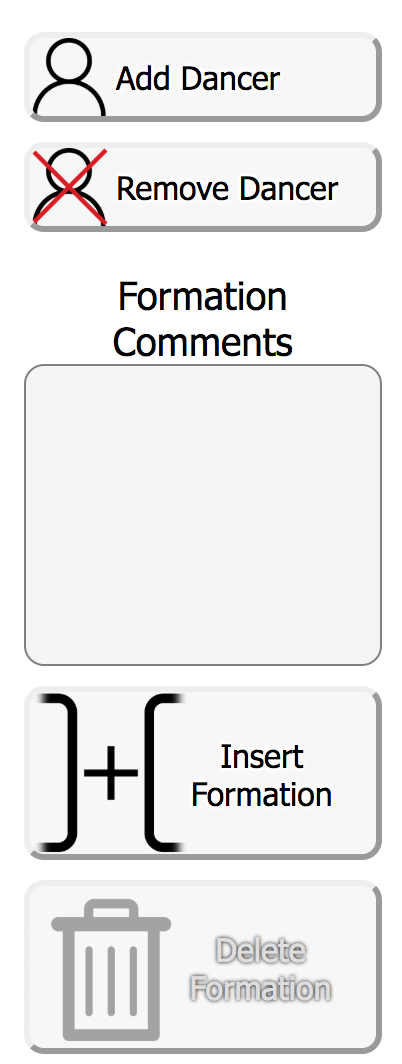 Add Dancer
Remove Dancer
Formation
Comments
Insert
Formation
Delete
Formation